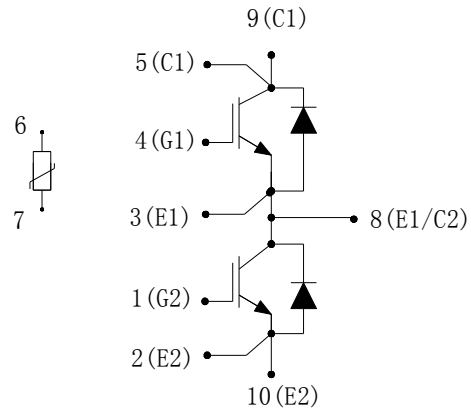 9(C1)
5(C1)
6
4(G1)
7
3(E1)
8(E1/C2)
1(G2)
2(E2)
10(E2)